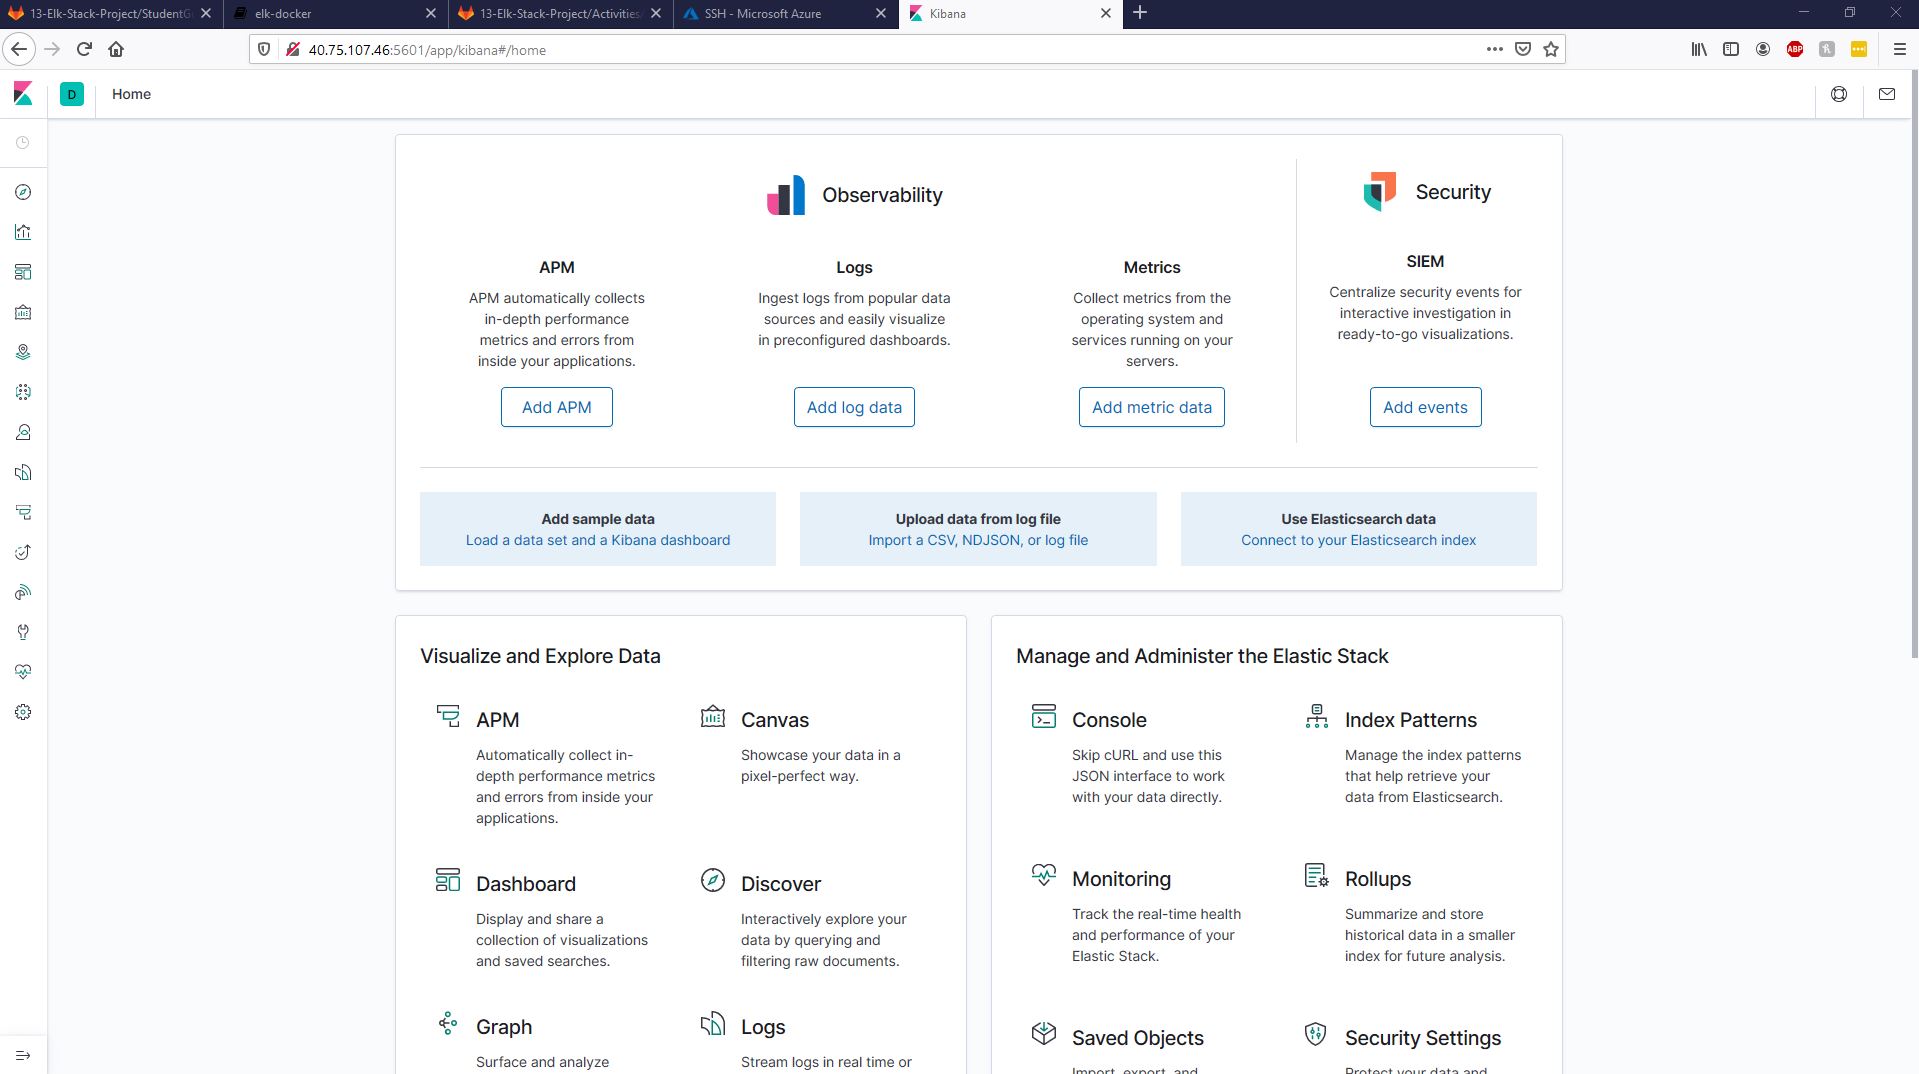 13-Elk-Stack-Project/StudentGu
elk-docker
13-Elk-Stack-Project/Activities/
SSH - Microsoft Azure
Kibana
40.75.107.46:5601/app/kibana#/home
ABP
D
Home
Observability
Security
APM
APM automatically collects
in-depth performance
metrics and errors from
inside your applications.
Add APM
Logs
Ingest logs from popular data
sources and easily visualize
in preconfigured dashboards.
Add log data
Metrics
Collect metrics from the
operating system and
services running on your
servers.
Add metric data
SIEM
Centralize security events for
interactive investigation in
ready-to-go visualizations.
Add events
Add sample data
Load a data set and a Kibana dashboard
Upload data from log file
Import a CSV, NDJSON, or log file
Use Elasticsearch data
Connect to your Elasticsearch index
Visualize and Explore Data
APM
Automatically collect in-
depth performance metrics
and errors from inside your
applications.
Canvas
Showcase your data in a
pixel-perfect way.
Dashboard
Display and share a
collection of visualizations
and saved searches.
Discover
Interactively explore your
data by querying and
filtering raw documents.
Graph
Surface and analyze
Logs
Stream logs in real time or
Manage and Administer the Elastic Stack
Console
Skip cURL and use this
JSON interface to work
with your data directly.
Index Patterns
Manage the index patterns
that help retrieve your
data from Elasticsearch.
Monitoring
Track the real-time health
and performance of your
Elastic Stack.
Rollups
Summarize and store
historical data in a smaller
index for future analysis.
Saved Objects
Import, export, and
Security Settings
Protect your data and